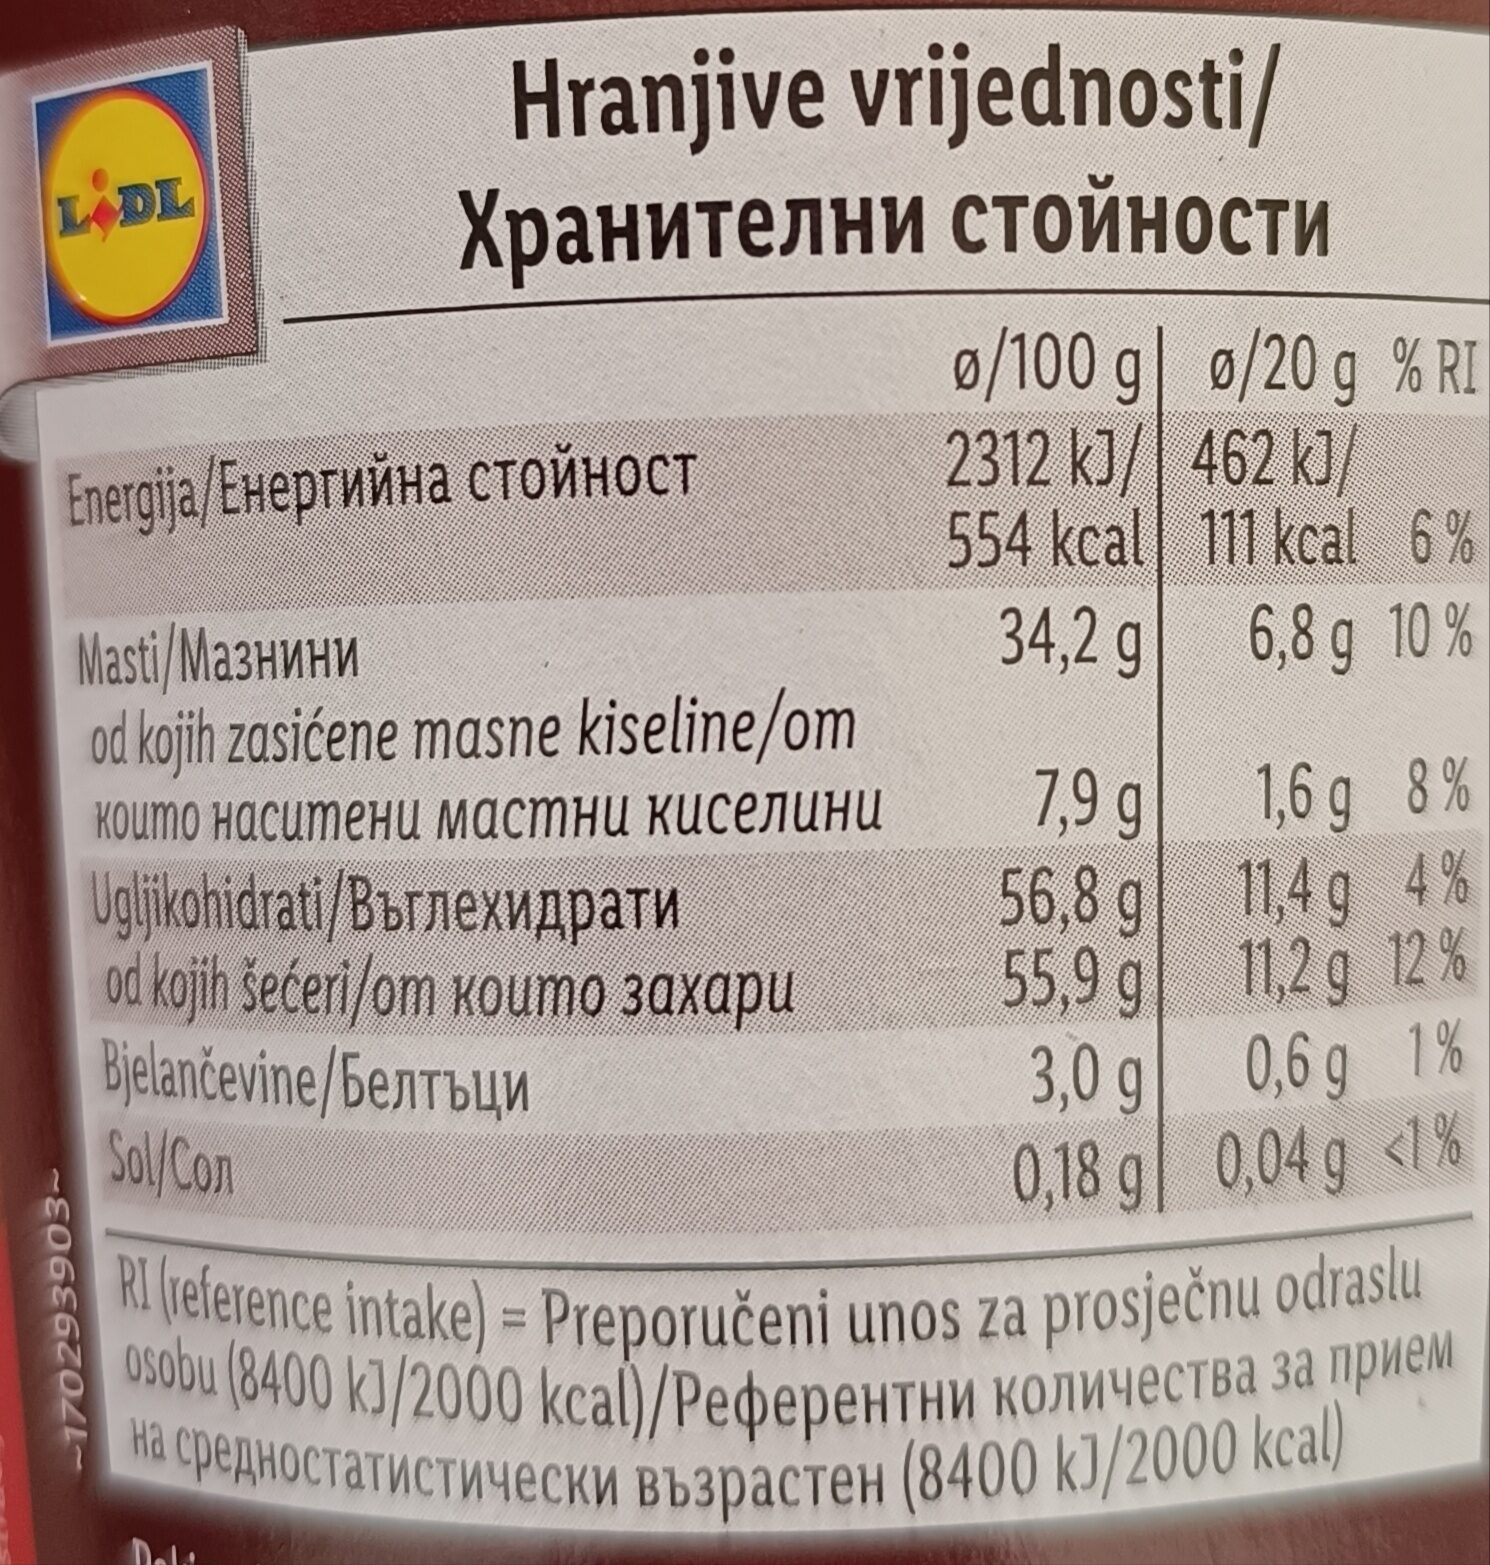 LIDL
Hranjive vrijednosti/
Хранителни стойности
ø/100 g ø/20 g % RI
Energija/Енергийна стойност 2312 kJ/ 462 kJ/
554 kcal 111 kcal 6 %
Masti/Мазнини 34,2 g 6,8 g 10 %
od kojih zasićene masne kiseline/от
които наситени мастни киселини 7,9 g 1,6 g 8 %
Ugljikohidrati/Въглехидрати 56,8 g 11,4 g 4 %
od kojih šećeri/от които захари 55,9 g 11,2 g 12 %
Bjelančevine/Белтъци 3,0 g 0,6 g 1 %
Sol/Сол 0,18 g 0,04 g <1 %
RI (reference intake) = Preporučeni unos za prosječnu odraslu
osobu (8400 kJ/2000 kcal)/Референтни количества за прием
на средностатистически възрастен (8400 kJ/2000 kcal)
~1702936903~